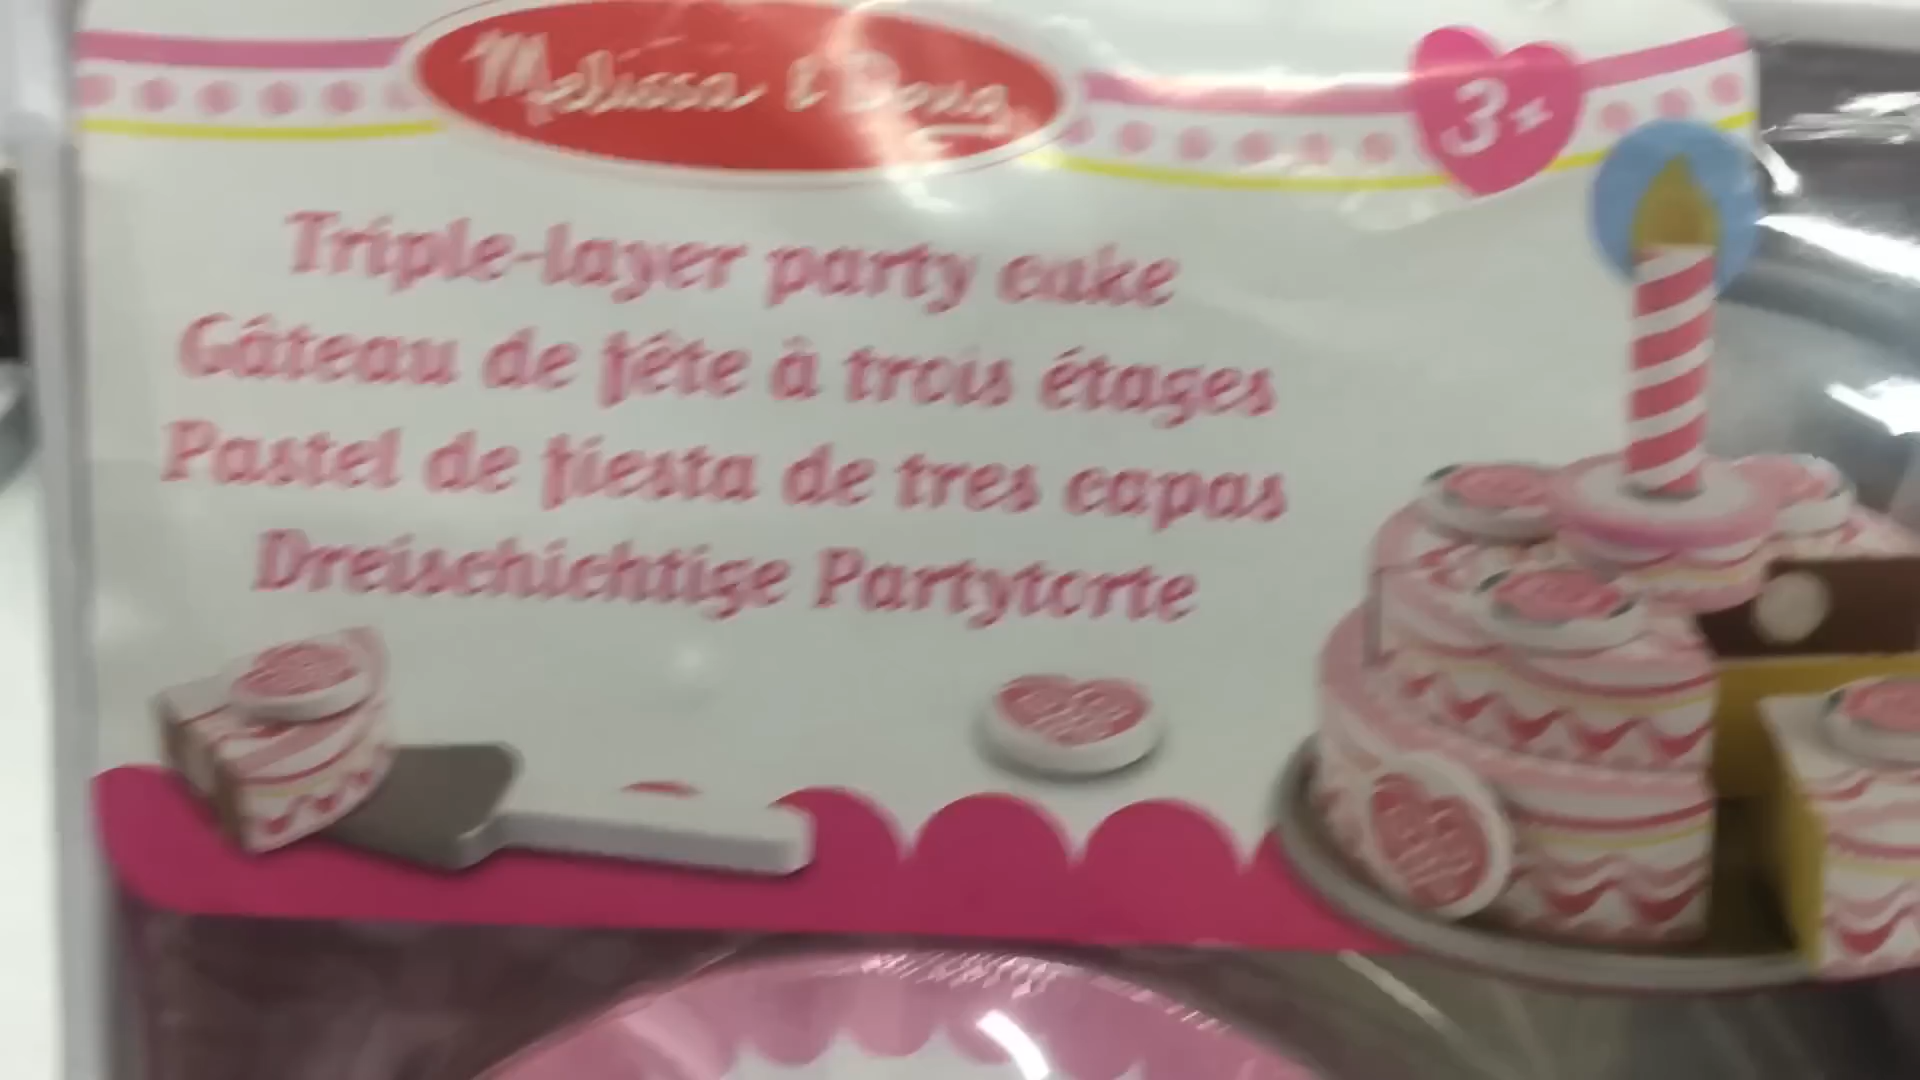 Melissa & Doug
3+
Triple-layer party cake
Gâteau de fête à trois étages
Pastel de fiesta de tres capas
Dreischichtige Partytorte